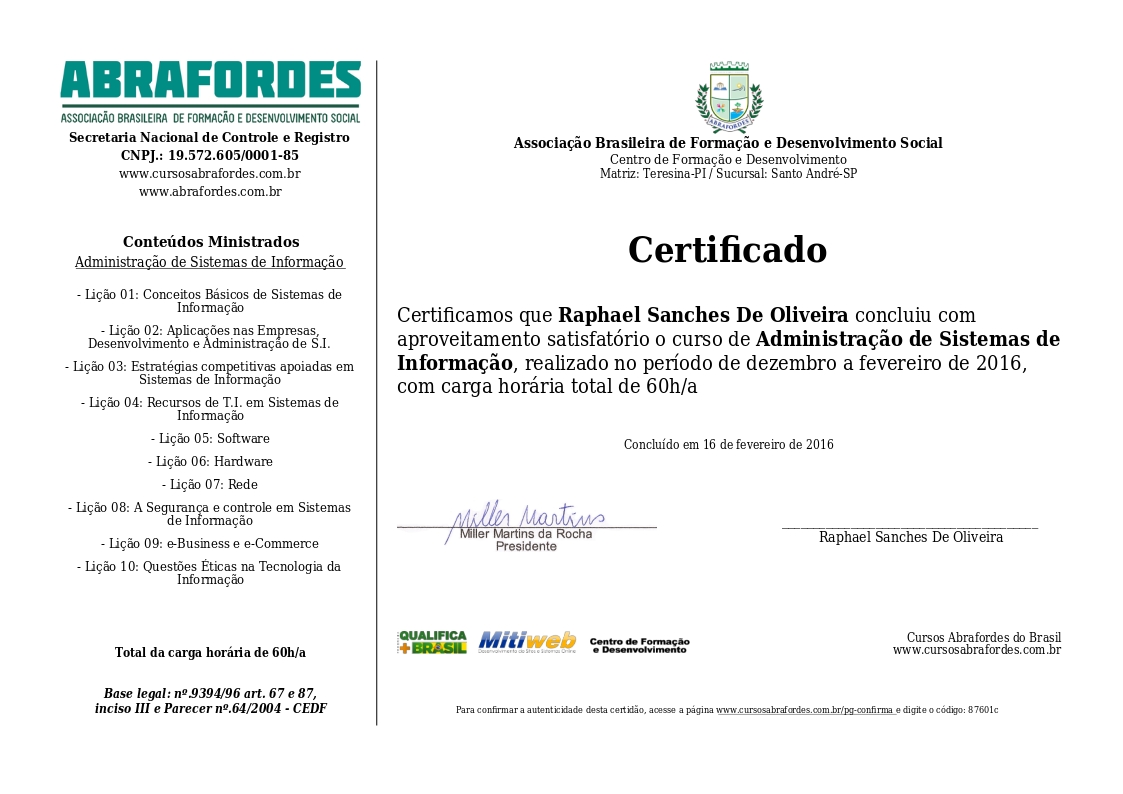 ABRAFORDES
ASSOCIAÇÃO BRASILEIRA DE FORMAÇÃO E DESENVOLVIMENTO SOCIAL
Secretaria Nacional de Controle e Registro
CNPJ.: 19.572.605/0001-85
www.cursosabrafordes.com.br
www.abrafordes.com.br
Conteúdos Ministrados
Administração de Sistemas de Informação
- Lição 01: Conceitos Básicos de Sistemas de
Informação
- Lição 02: Aplicações nas Empresas,
Desenvolvimento e Administração de S.I.
- Lição 03: Estratégias competitivas apoiadas em
Sistemas de Informação
- Lição 04: Recursos de T.I. em Sistemas de
Informação
- Lição 05: Software
- Lição 06: Hardware
- Lição 07: Rede
- Lição 08: A Segurança e controle em Sistemas
de Informação
- Lição 09: e-Business e e-Commerce
- Lição 10: Questões Éticas na Tecnologia da
Informação
Total da carga horária de 60h/a
Base legal: nº.9394/96 art. 67 e 87,
inciso III e Parecer nº.64/2004 - CEDF
ABRAFORDES
Associação Brasileira de Formação e Desenvolvimento Social
Centro de Formação e Desenvolvimento
Matriz: Teresina-PI / Sucursal: Santo André-SP
Certificado
Certificamos que Raphael Sanches De Oliveira concluiu com
aproveitamento satisfatório o curso de Administração de Sistemas de
Informação, realizado no período de dezembro a fevereiro de 2016,
com carga horária total de 60h/a
Concluído em 16 de fevereiro de 2016
Miller Martins
Miller Martins da Rocha
Presidente
Raphael Sanches De Oliveira
QUALIFICA
+BRASIL
Mitiweb
Desenvolvimento de Sites e Sistemas Online
Centro de Formação
e Desenvolvimento
Cursos Abrafordes do Brasil
www.cursosabrafordes.com.br
Para confirmar a autenticidade desta certidão, acesse a página www.cursosabrafordes.com.br/pg-confirma e digite o código: 87601c